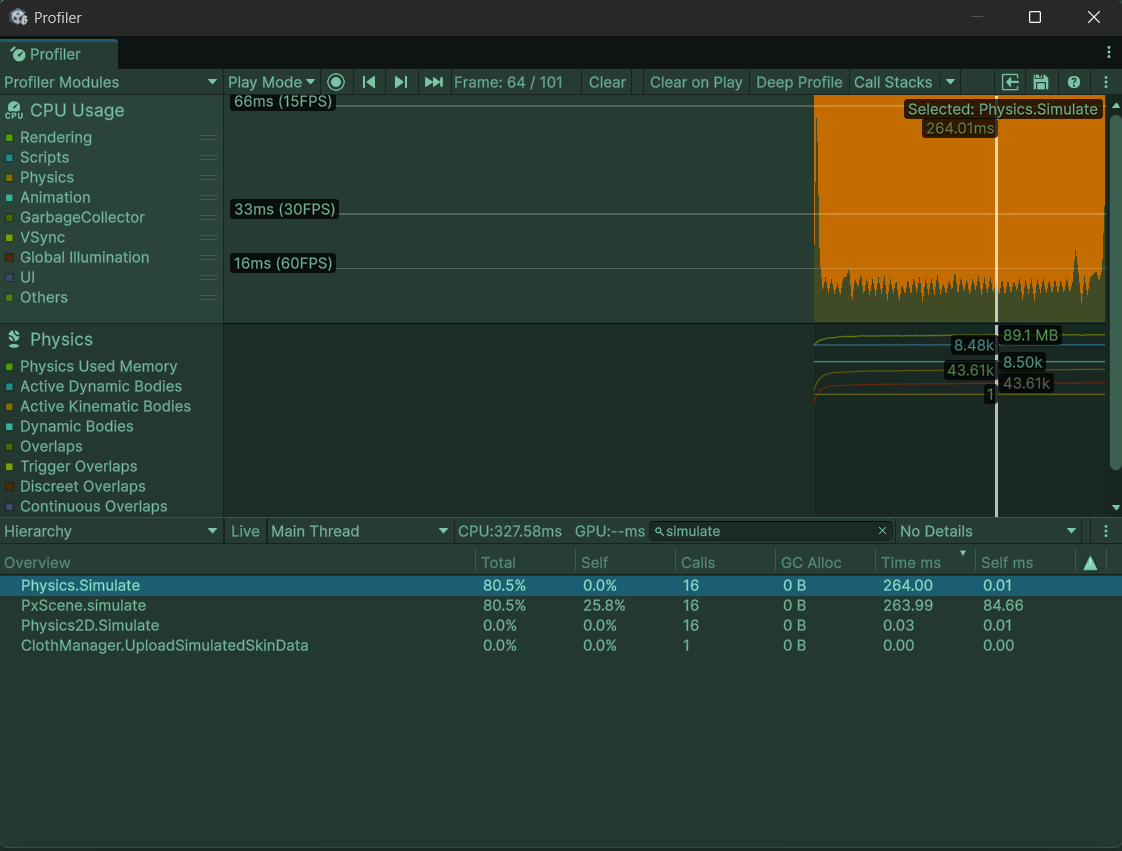 Profiler
Profiler
Profiler Modules
Play Mode
Frame: 64 / 101
Clear
Clear on Play
Deep Profile
Call Stacks
CPU
CPU Usage
Rendering
Scripts
Physics
Animation
GarbageCollector
VSync
Global Illumination
UI
Others
66ms (15FPS)
33ms (30FPS)
16ms (60FPS)
Selected: Physics.Simulate
264.01ms
Physics
Physics Used Memory
Active Dynamic Bodies
Active Kinematic Bodies
Dynamic Bodies
Overlaps
Trigger Overlaps
Discreet Overlaps
Continuous Overlaps
89.1 MB
8.48k
8.50k
43.61k
43.61k
1
Hierarchy
Live
Main Thread
CPU:327.58ms GPU:--ms
simulate
No Details
Overview Total Self Calls GC Alloc Time ms Self ms
Physics.Simulate 80.5% 0.0% 16 0 B 264.00 0.01
PxScene.simulate 80.5% 25.8% 16 0 B 263.99 84.66
Physics2D.Simulate 0.0% 0.0% 16 0 B 0.03 0.01
ClothManager.UploadSimulatedSkinData 0.0% 0.0% 1 0 B 0.00 0.00